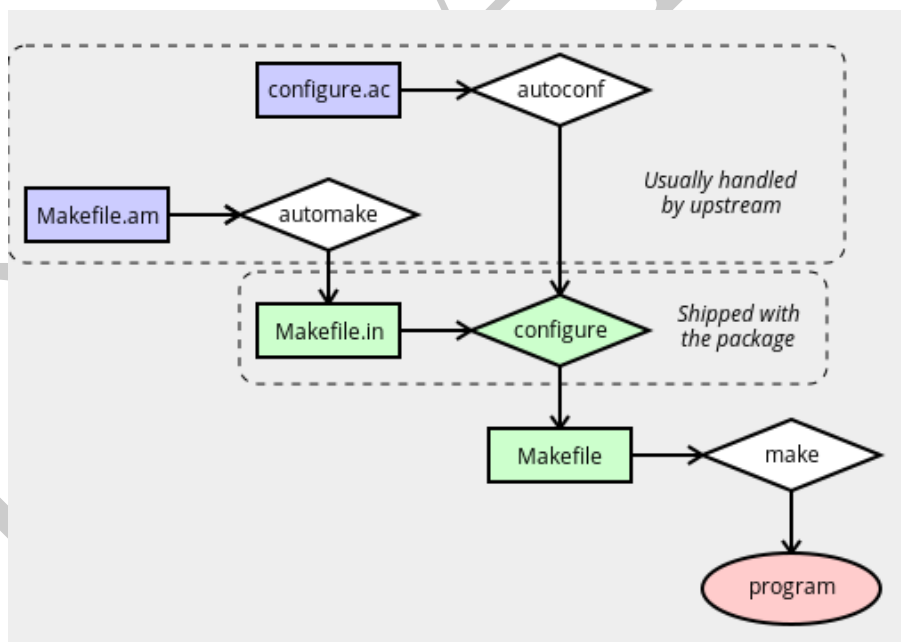 configure.ac
autoconf
Usually handled
by upstream
Makefile.am
automake
Makefile.in
configure
Shipped with
the package
Makefile
make
program